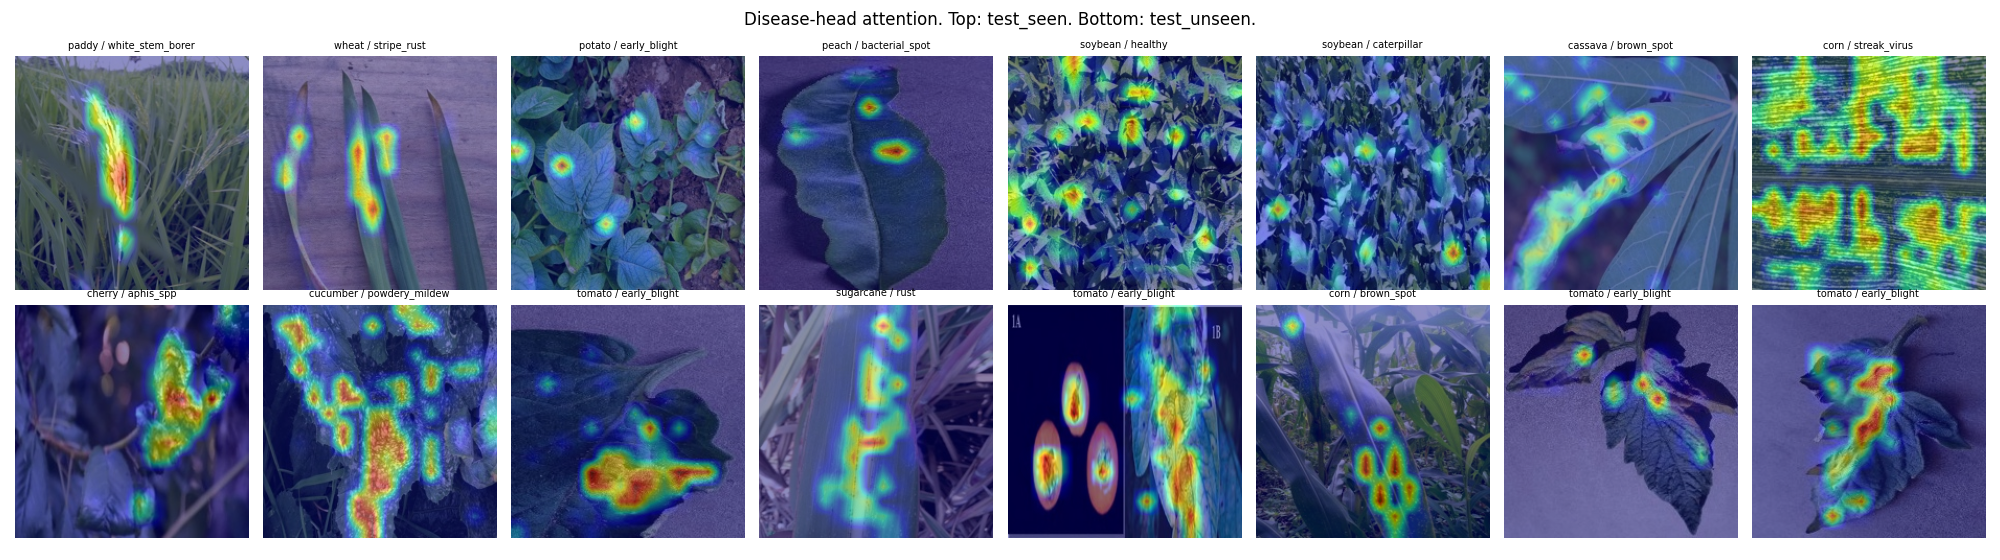 Disease-head attention. Top: test_seen. Bottom: test_unseen.
paddy / white_stem_borer
wheat / stripe_rust
potato / early_blight
peach / bacterial_spot
soybean / healthy
soybean / caterpillar
cassava / brown_spot
corn / streak_virus
cherry / aphis_spp
cucumber / powdery_mildew
tomato / early_blight
sugarcane / rust
tomato / early_blight
corn / brown_spot
tomato / early_blight
tomato / early_blight
1A
1B